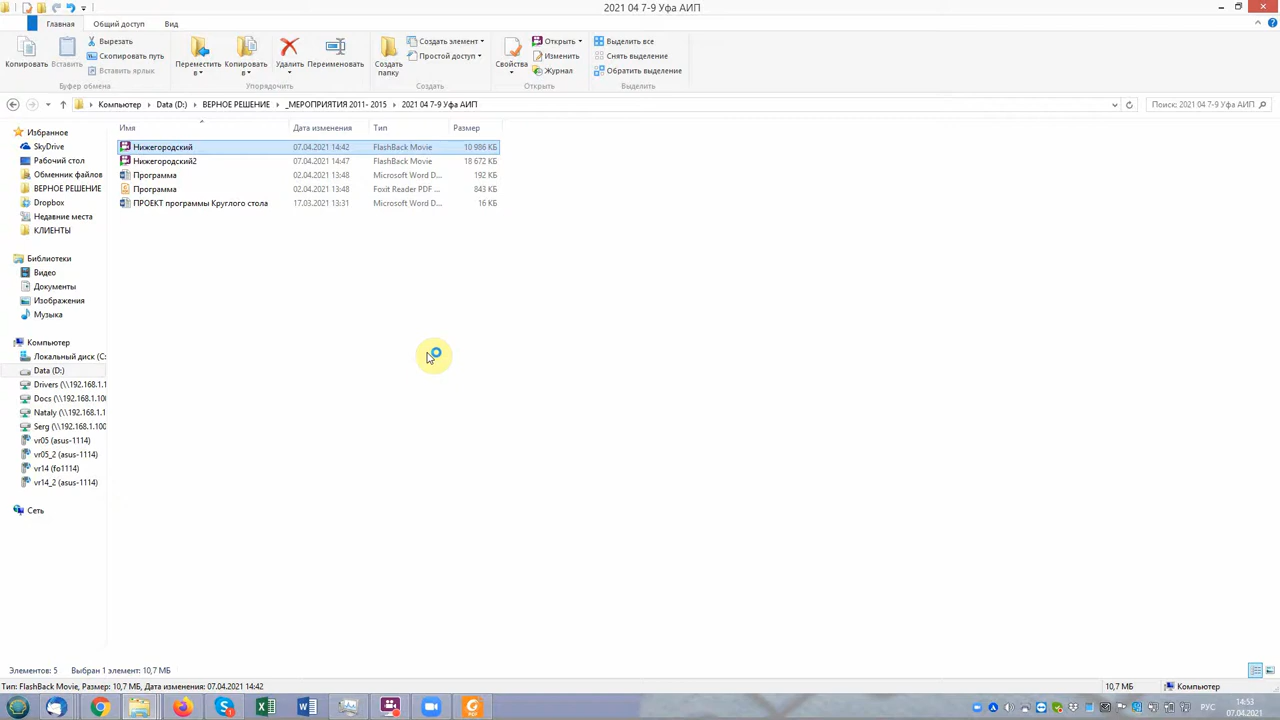 2021 04 7-9 Уфа АИП
Главная
Общий доступ
Вид
Копировать
Вставить
Вырезать
Скопировать путь
Вставить ярлык
Переместить в
Копировать в
Удалить
Переименовать
Создать папку
Создать элемент
Простой доступ
Свойства
Открыть
Изменить
Журнал
Выделить все
Снять выделение
Обратить выделение
Буфер обмена
Упорядочить
Создать
Открыть
Выделить
Компьютер
Data (D:)
ВЕРНОЕ РЕШЕНИЕ
_МЕРОПРИЯТИЯ 2011- 2015
2021 04 7-9 Уфа АИП
Поиск: 2021 04 7-9 Уфа АИП
Имя Дата изменения Тип Размер
Нижегородский 07.04.2021 14:42 FlashBack Movie 10 986 КБ
Нижегородский2 07.04.2021 14:47 FlashBack Movie 18 672 КБ
Программа 02.04.2021 13:48 Microsoft Word D... 192 КБ
Программа 02.04.2021 13:48 Foxit Reader PDF ... 843 КБ
ПРОЕКТ программы Круглого стола 17.03.2021 13:31 Microsoft Word D... 16 КБ
Избранное
SkyDrive
Рабочий стол
Обменник файлов
ВЕРНОЕ РЕШЕНИЕ
Dropbox
Недавние места
КЛИЕНТЫ
Библиотеки
Видео
Документы
Изображения
Музыка
Компьютер
Локальный диск (C:
Data (D:)
Drivers (\\192.168.1.1
Docs (\\192.168.1.100
Nataly (\\192.168.1.1
Serg (\\192.168.1.100
vr05 (asus-1114)
vr05_2 (asus-1114)
vr14 (fo1114)
vr14_2 (asus-1114)
Сеть
Элементов: 5 Выбран 1 элемент: 10,7 МБ
Тип: FlashBack Movie, Размер: 10,7 МБ, Дата изменения: 07.04.2021 14:42
10,7 МБ
Компьютер
РУС
14:53
07.04.2021